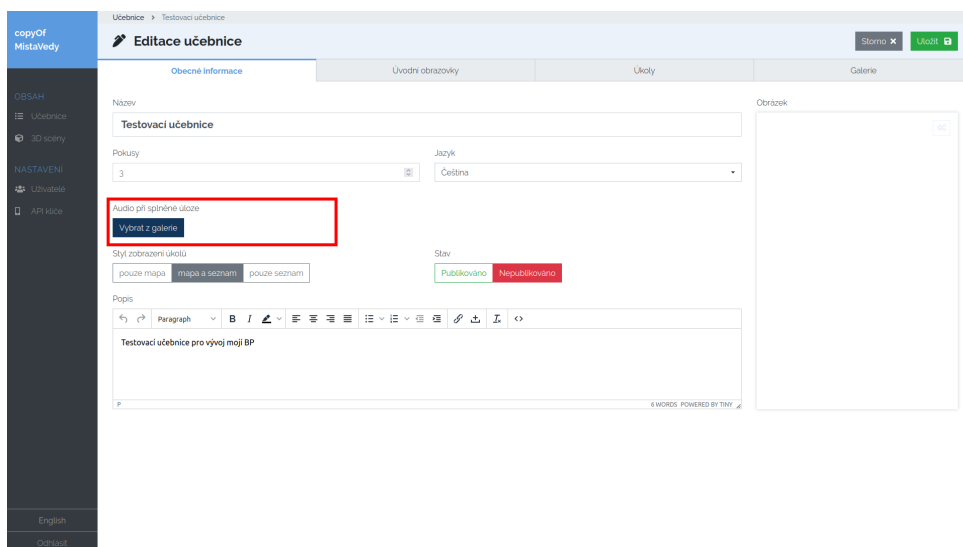 copyOf
MistaVedy
OBSAH
Učebnice
3D scény
NASTAVENÍ
Uživatelé
API klíče
English
Odhlásit
Učebnice > Testovací učebnice
Editace učebnice
Storno
Uložit
Obecné informace
Úvodní obrazovky
Úkoly
Galerie
Název
Obrázek
Testovací učebnice
Pokusy
Jazyk
3
Čeština
Audio při splněné úloze
Vybrat z galerie
Styl zobrazení úkolů
Stav
pouze mapa mapa a seznam pouze seznam
Publikováno Nepublikováno
Popis
Paragraph B I
Testovací učebnice pro vývoj mojí BP
P
6 WORDS POWERED BY TINY